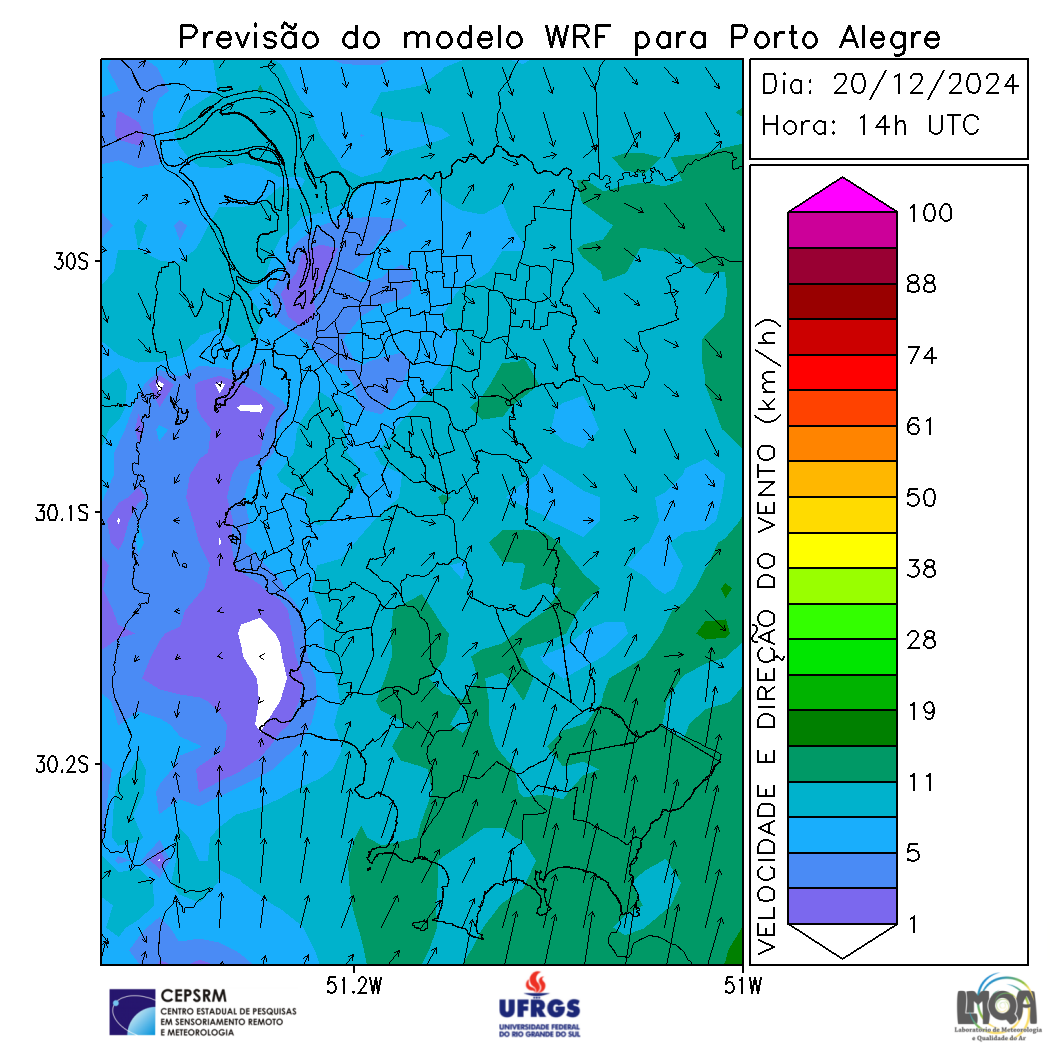 Previsão do modelo WRF para Porto Alegre
Dia: 20/12/2024
Hora: 14h UTC
30S
30.1S
30.2S
51.2W
51W
VELOCIDADE E DIREÇÃO DO VENTO (km/h)
100
88
74
61
50
38
28
19
11
5
1
CEPSRM
CENTRO ESTADUAL DE PESQUISAS
EM SENSORIAMENTO REMOTO
E METEOROLOGIA
UFRGS
UNIVERSIDADE FEDERAL
DO RIO GRANDE DO SUL
LMQA
Laboratório de Meteorologia
e Qualidade do Ar